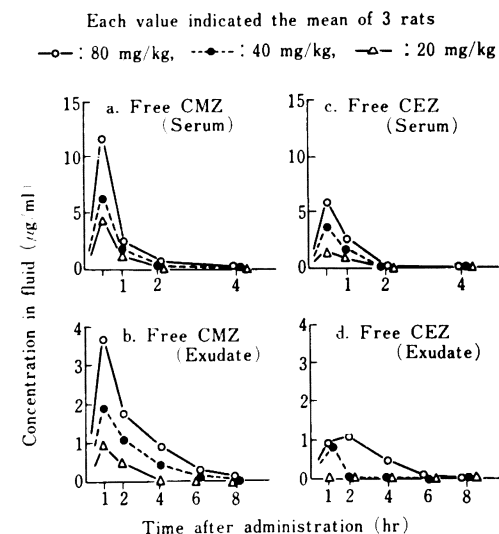 Each value indicated the mean of 3 rats
—o— : 80 mg/kg, --●-- : 40 mg/kg, —△— : 20 mg/kg
a. Free CMZ
(Serum)
15
10
5
0
1 2 4
c. Free CEZ
(Serum)
15
10
5
0
1 2 4
Concentration in fluid (μg/ml)
b. Free CMZ
(Exudate)
4
3
2
1
0
1 2 4 6 8
d. Free CEZ
(Exudate)
4
3
2
1
0
1 2 4 6 8
Time after administration (hr)